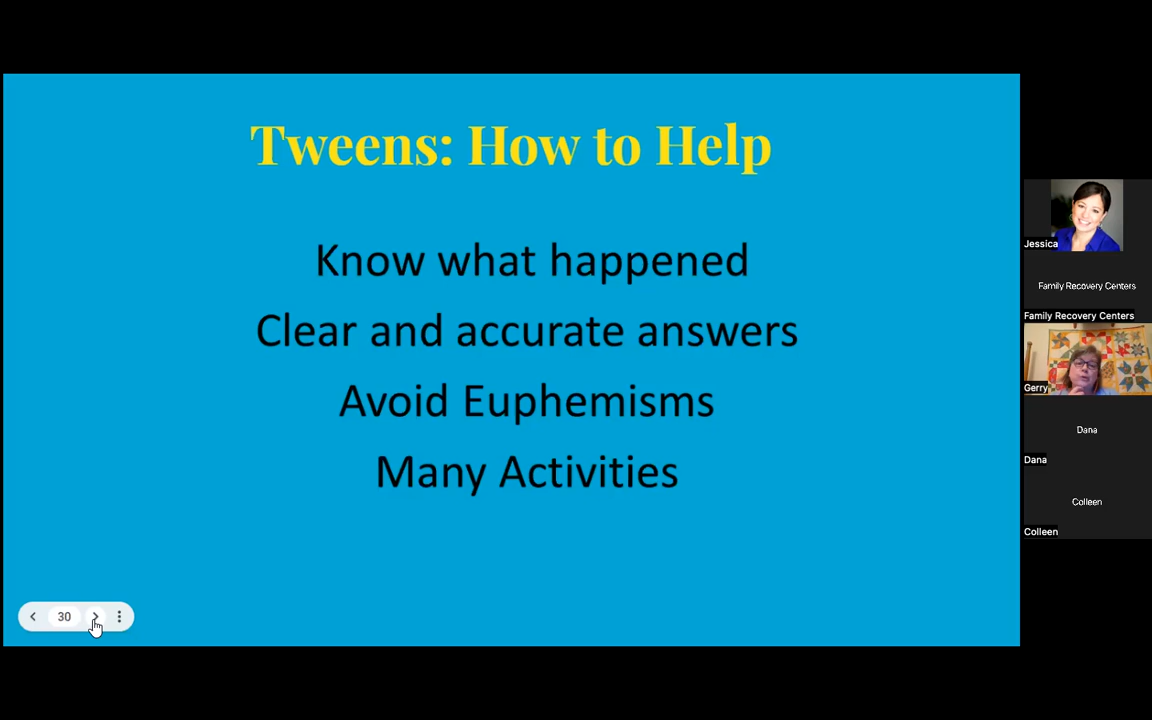 Tweens: How to Help
Know what happened
Clear and accurate answers
Avoid Euphemisms
Many Activities
30
Jessica
Family Recovery Centers
Family Recovery Centers
Gerry
Dana
Dana
Colleen
Colleen